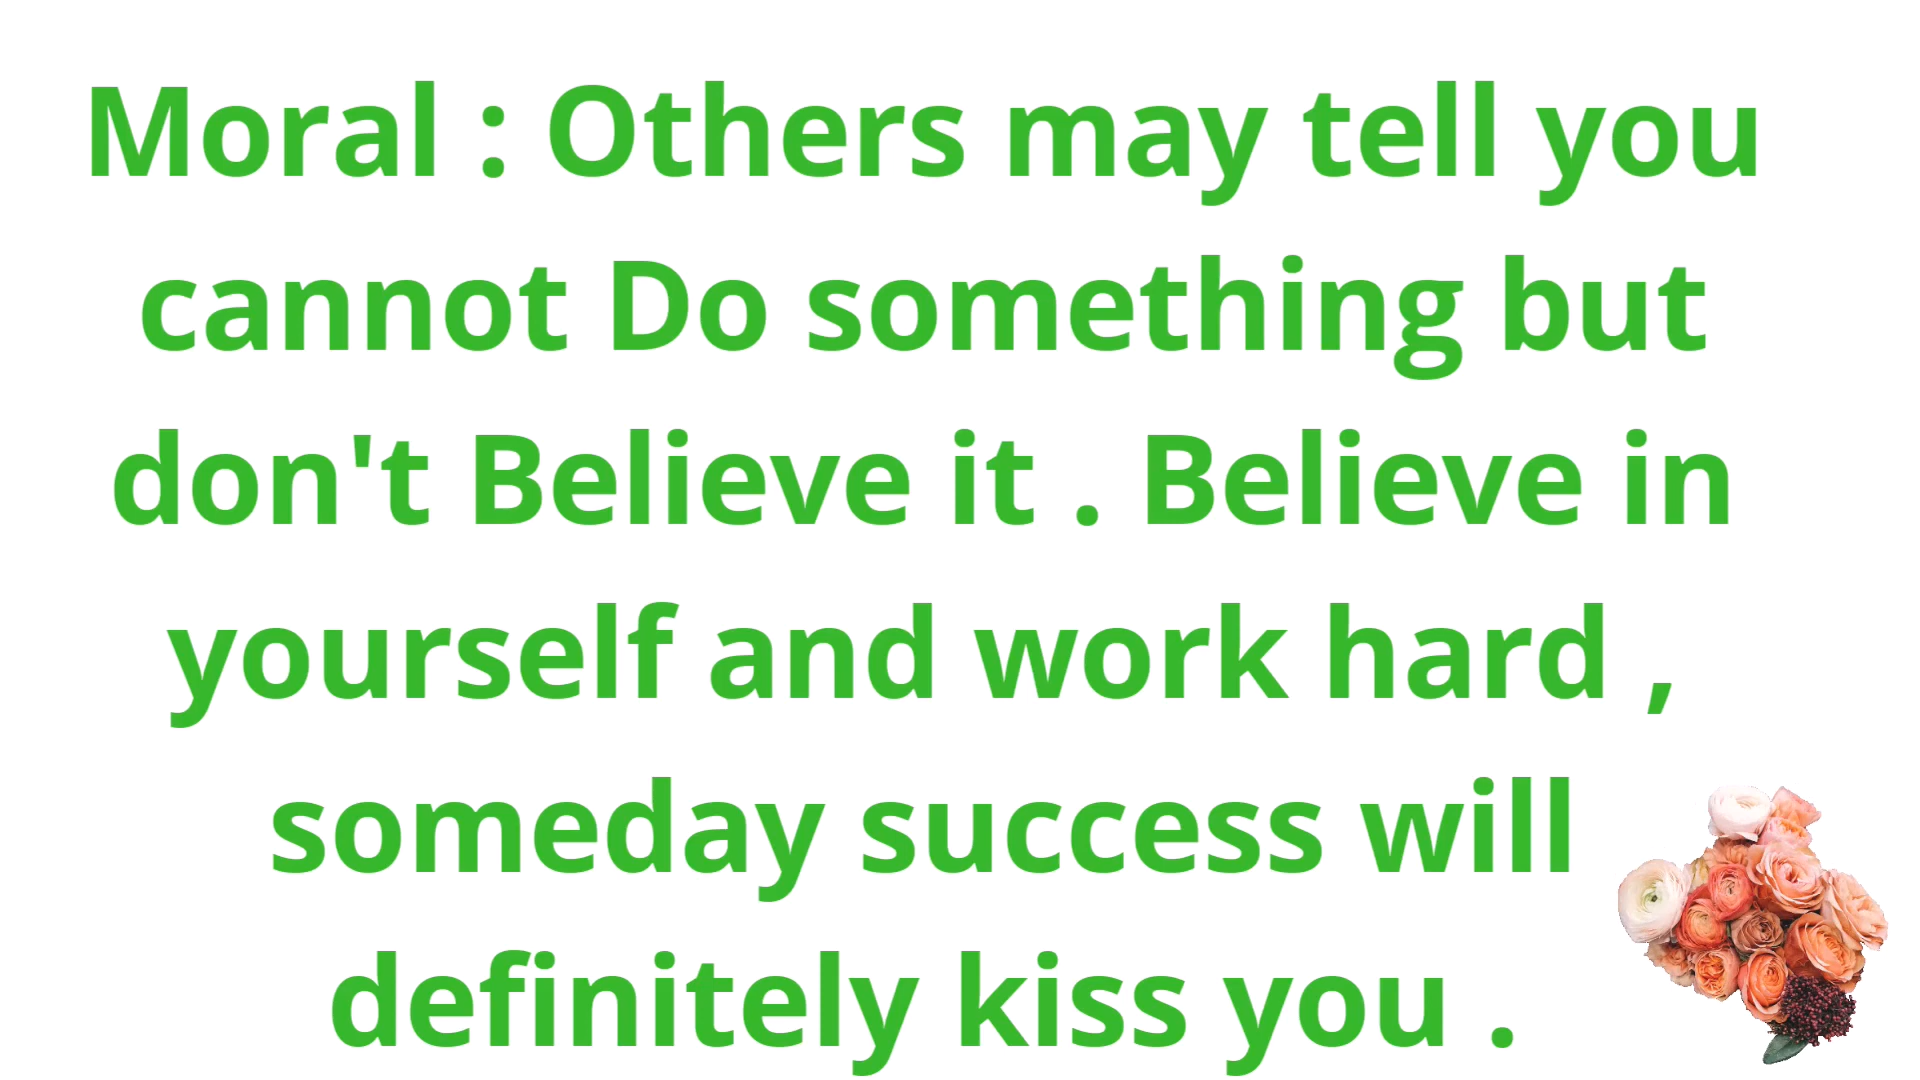 Moral : Others may tell you
cannot Do something but
don't Believe it . Believe in
yourself and work hard ,
someday success will
definitely kiss you .